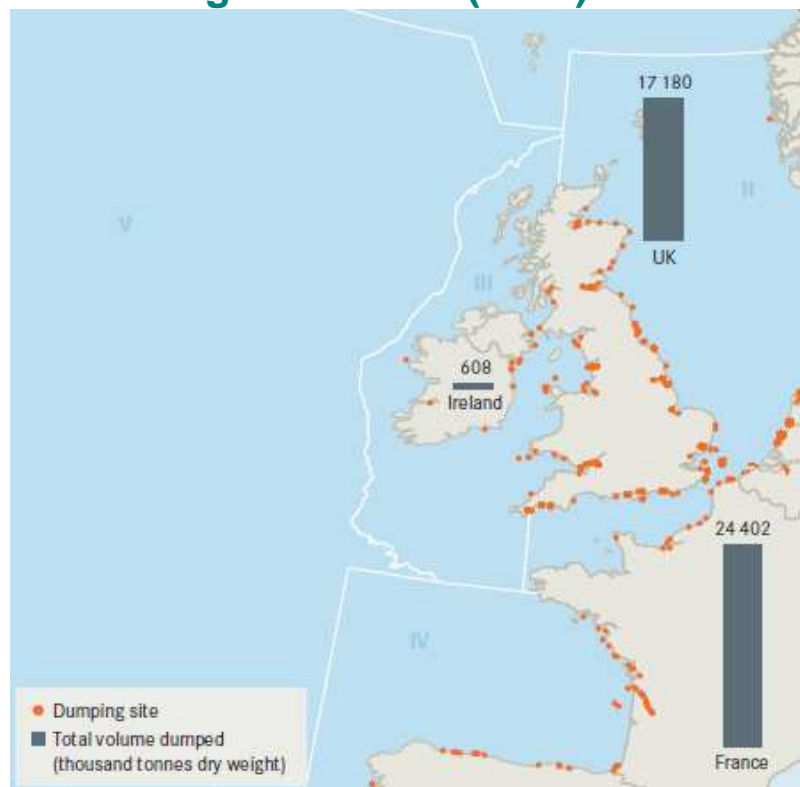 17 180
UK
II
V
III
608
Ireland
24 402
France
IV
Dumping site
Total volume dumped
(thousand tonnes dry weight)